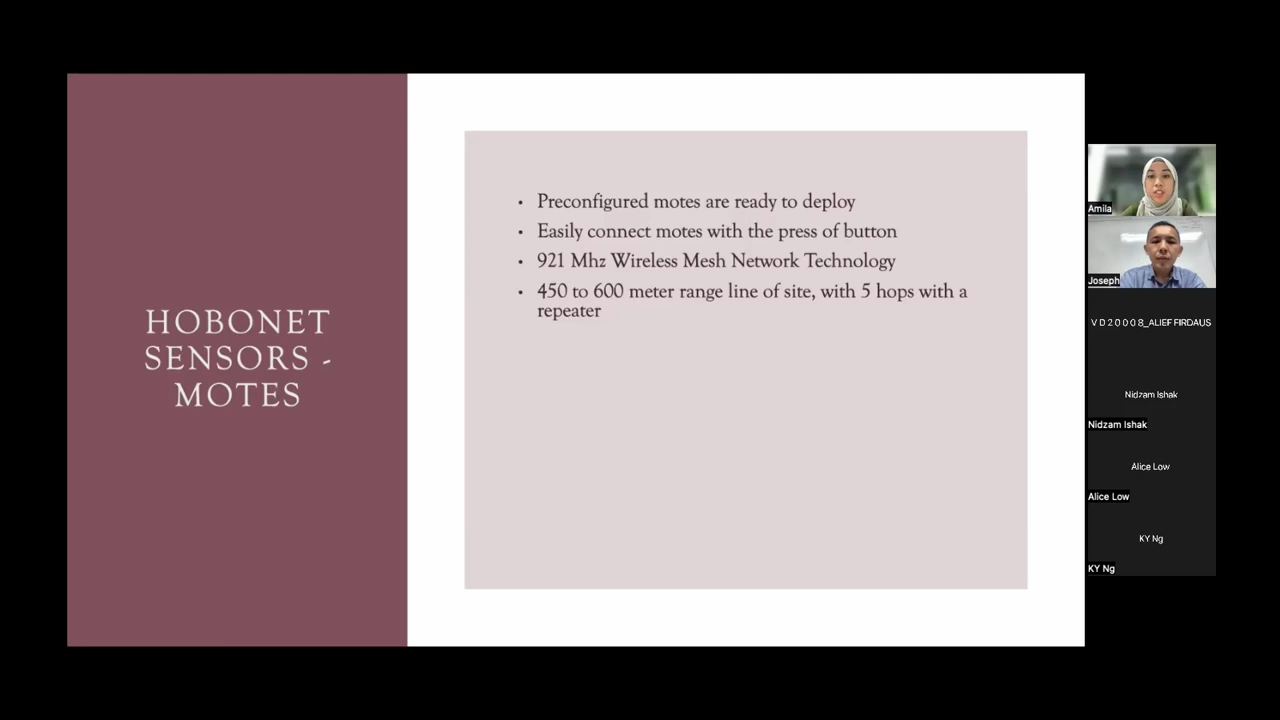 HOBONET
SENSORS -
MOTES
• Preconfigured motes are ready to deploy
• Easily connect motes with the press of button
• 921 Mhz Wireless Mesh Network Technology
• 450 to 600 meter range line of site, with 5 hops with a
repeater
Amila
Joseph
V D 2 0 0 0 8_ALIEF FIRDAUS
Nidzam Ishak
Nidzam Ishak
Alice Low
Alice Low
KY Ng
KY Ng